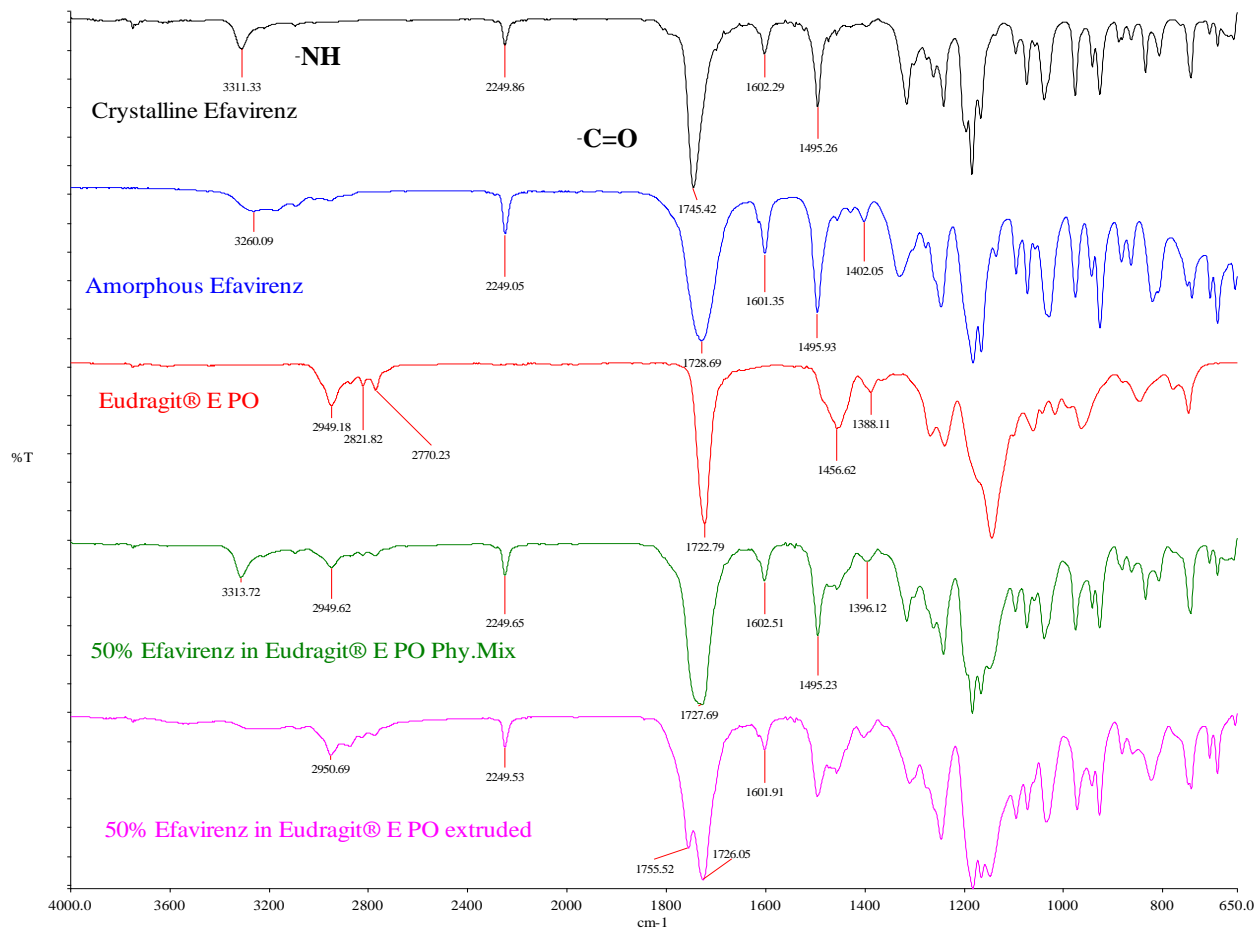 -NH
3311.33
2249.86
1602.29
Crystalline Efavirenz
-C=O
1495.26
1745.42
3260.09
2249.05
1601.35
1402.05
Amorphous Efavirenz
1495.93
1728.69
Eudragit® E PO
2949.18
2821.82
2770.23
1388.11
1456.62
%T
1722.79
3313.72
2949.62
2249.65
1602.51
1396.12
50% Efavirenz in Eudragit® E PO Phy.Mix
1495.23
1727.69
2950.69
2249.53
1601.91
50% Efavirenz in Eudragit® E PO extruded
1755.52
1726.05
4000.0 3600 3200 2800 2400 2000 1800 1600 1400 1200 1000 800 650.0
cm-1